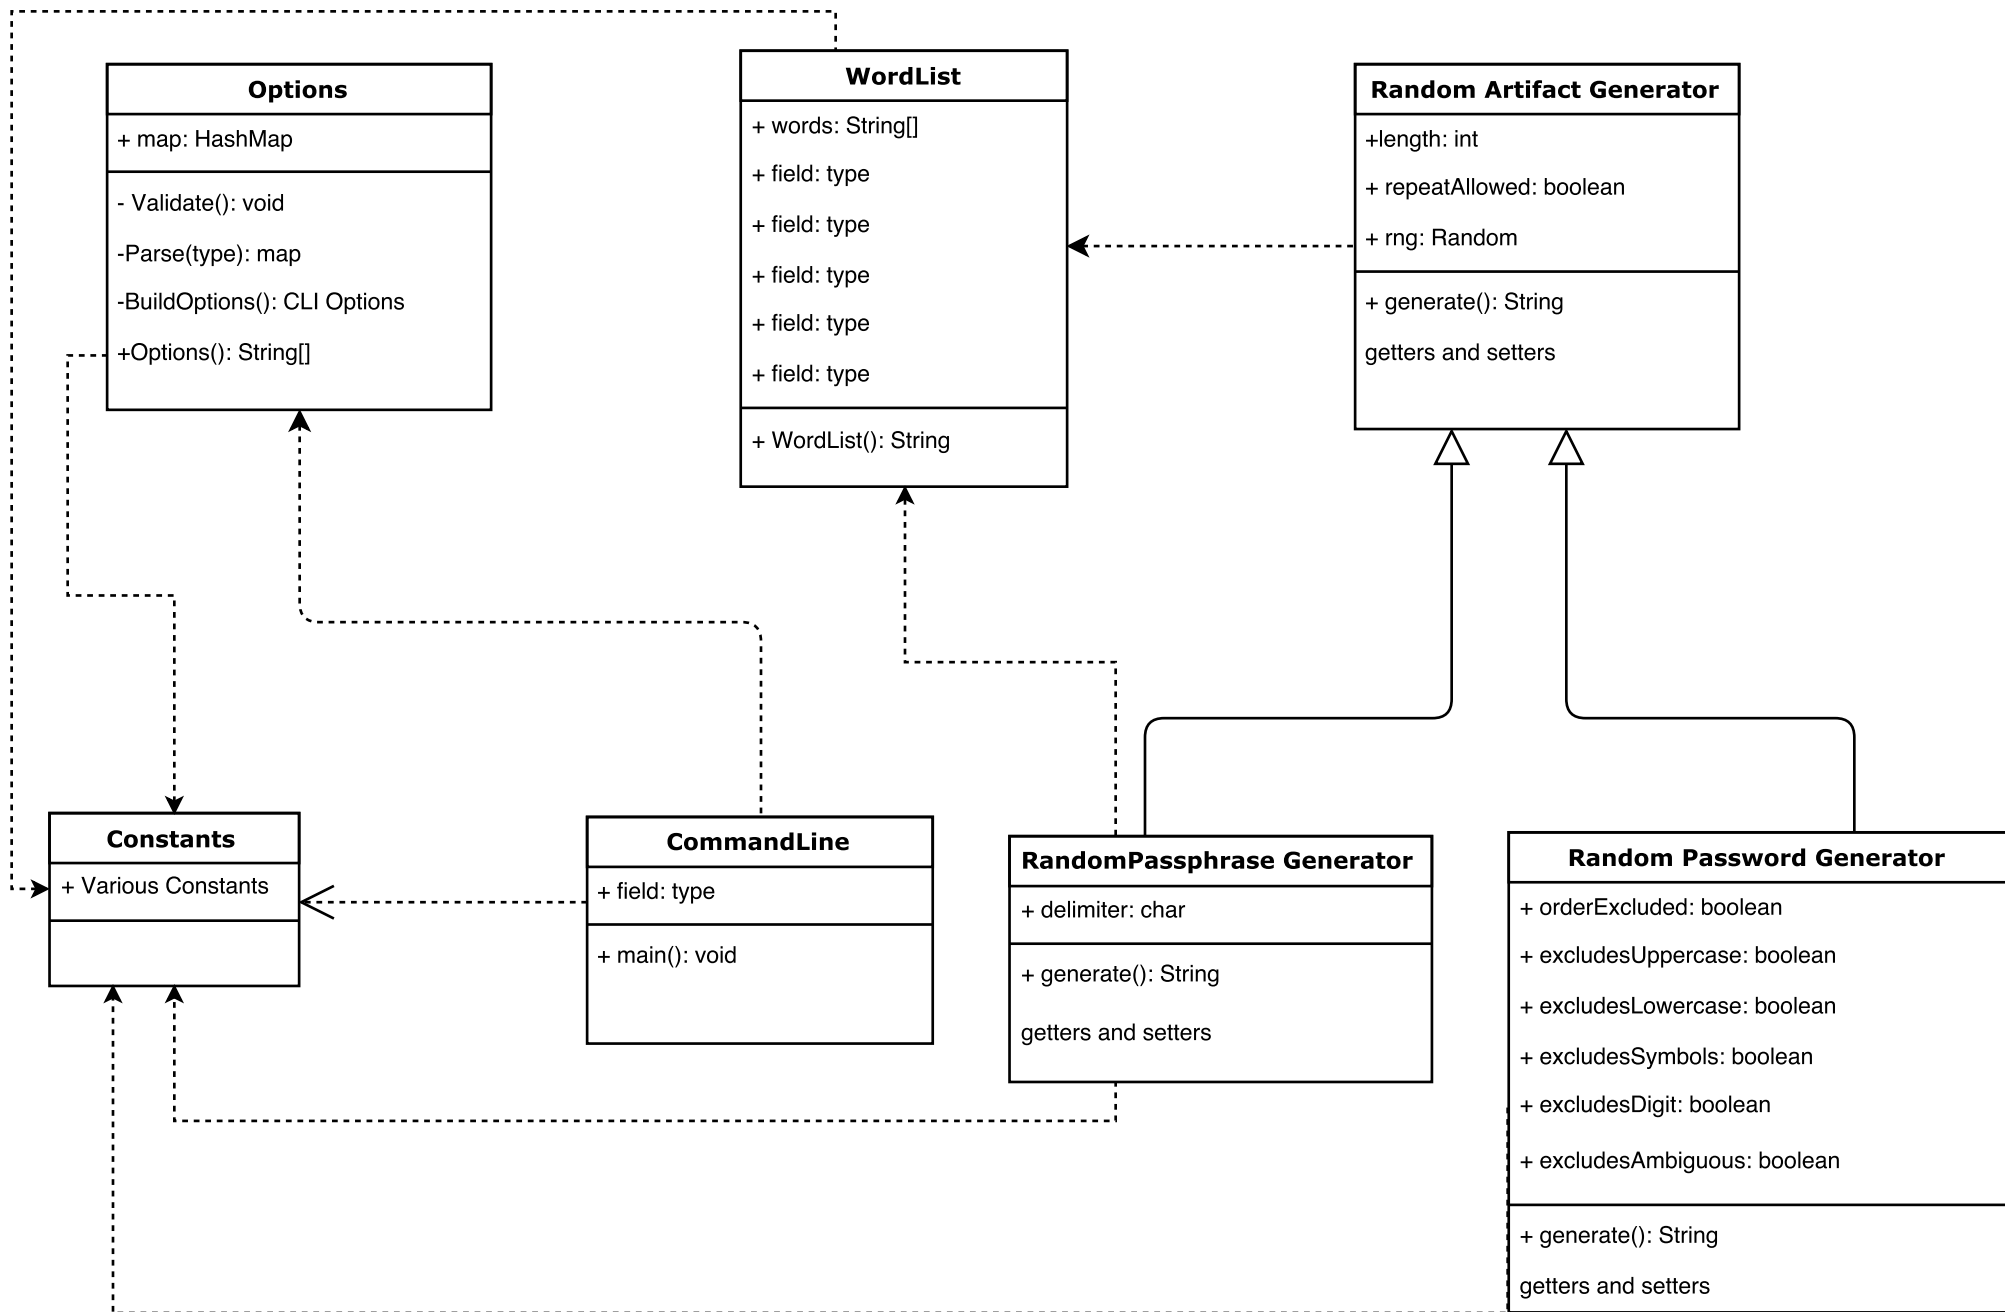 Options
+ map: HashMap
- Validate(): void
-Parse(type): map
-BuildOptions(): CLI Options
+Options(): String[]
WordList
+ words: String[]
+ field: type
+ field: type
+ field: type
+ field: type
+ field: type
+ WordList(): String
Random Artifact Generator
+length: int
+ repeatAllowed: boolean
+ rng: Random
+ generate(): String
getters and setters
Constants
+ Various Constants
CommandLine
+ field: type
+ main(): void
RandomPassphrase Generator
+ delimiter: char
+ generate(): String
getters and setters
Random Password Generator
+ orderExcluded: boolean
+ excludesUppercase: boolean
+ excludesLowercase: boolean
+ excludesSymbols: boolean
+ excludesDigit: boolean
+ excludesAmbiguous: boolean
+ generate(): String
getters and setters